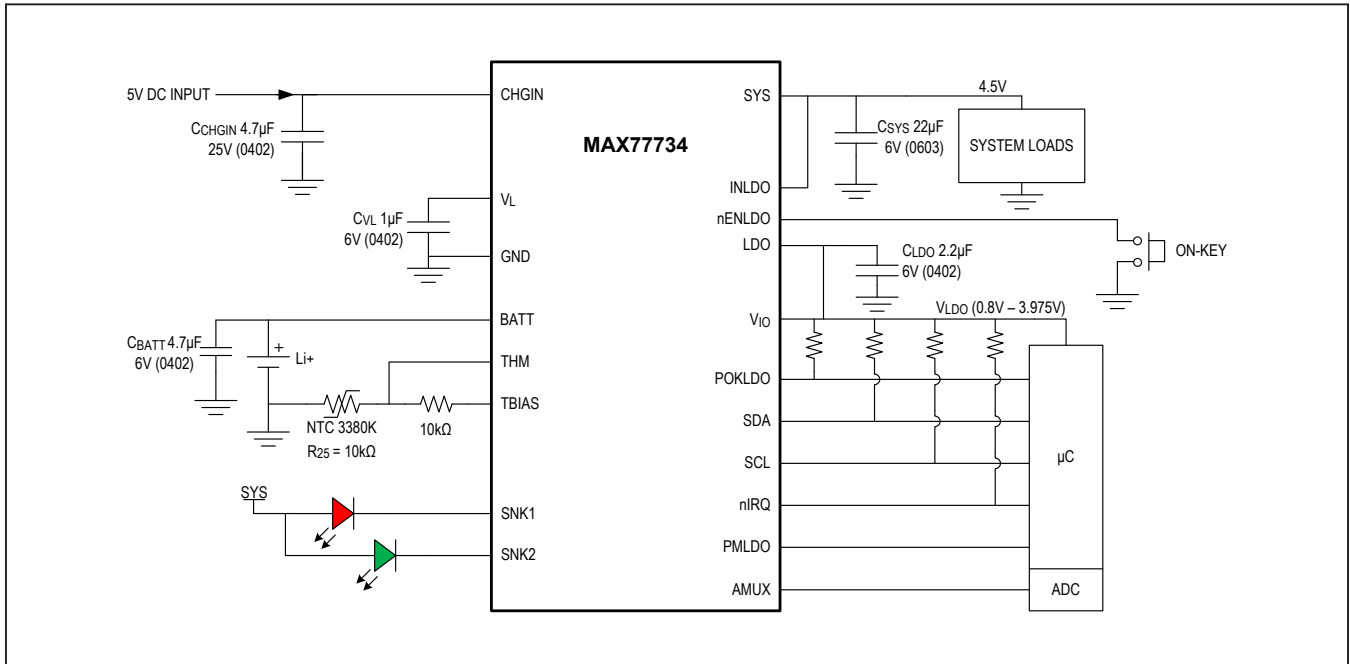 5V DC INPUT
CCHGIN 4.7µF
25V (0402)
CHGIN
CVL 1µF
6V (0402)
VL
GND
CBATT 4.7µF
6V (0402)
+
Li+
BATT
THM
TBIAS
NTC 3380K
R25 = 10kΩ
10kΩ
SYS
SNK1
SNK2
MAX77734
SYS
4.5V
CSYS 22µF
6V (0603)
SYSTEM LOADS
INLDO
nENLDO
ON-KEY
LDO
CLDO 2.2µF
6V (0402)
VIO
VLDO (0.8V – 3.975V)
POKLDO
SDA
SCL
nIRQ
PMLDO
AMUX
µC
ADC